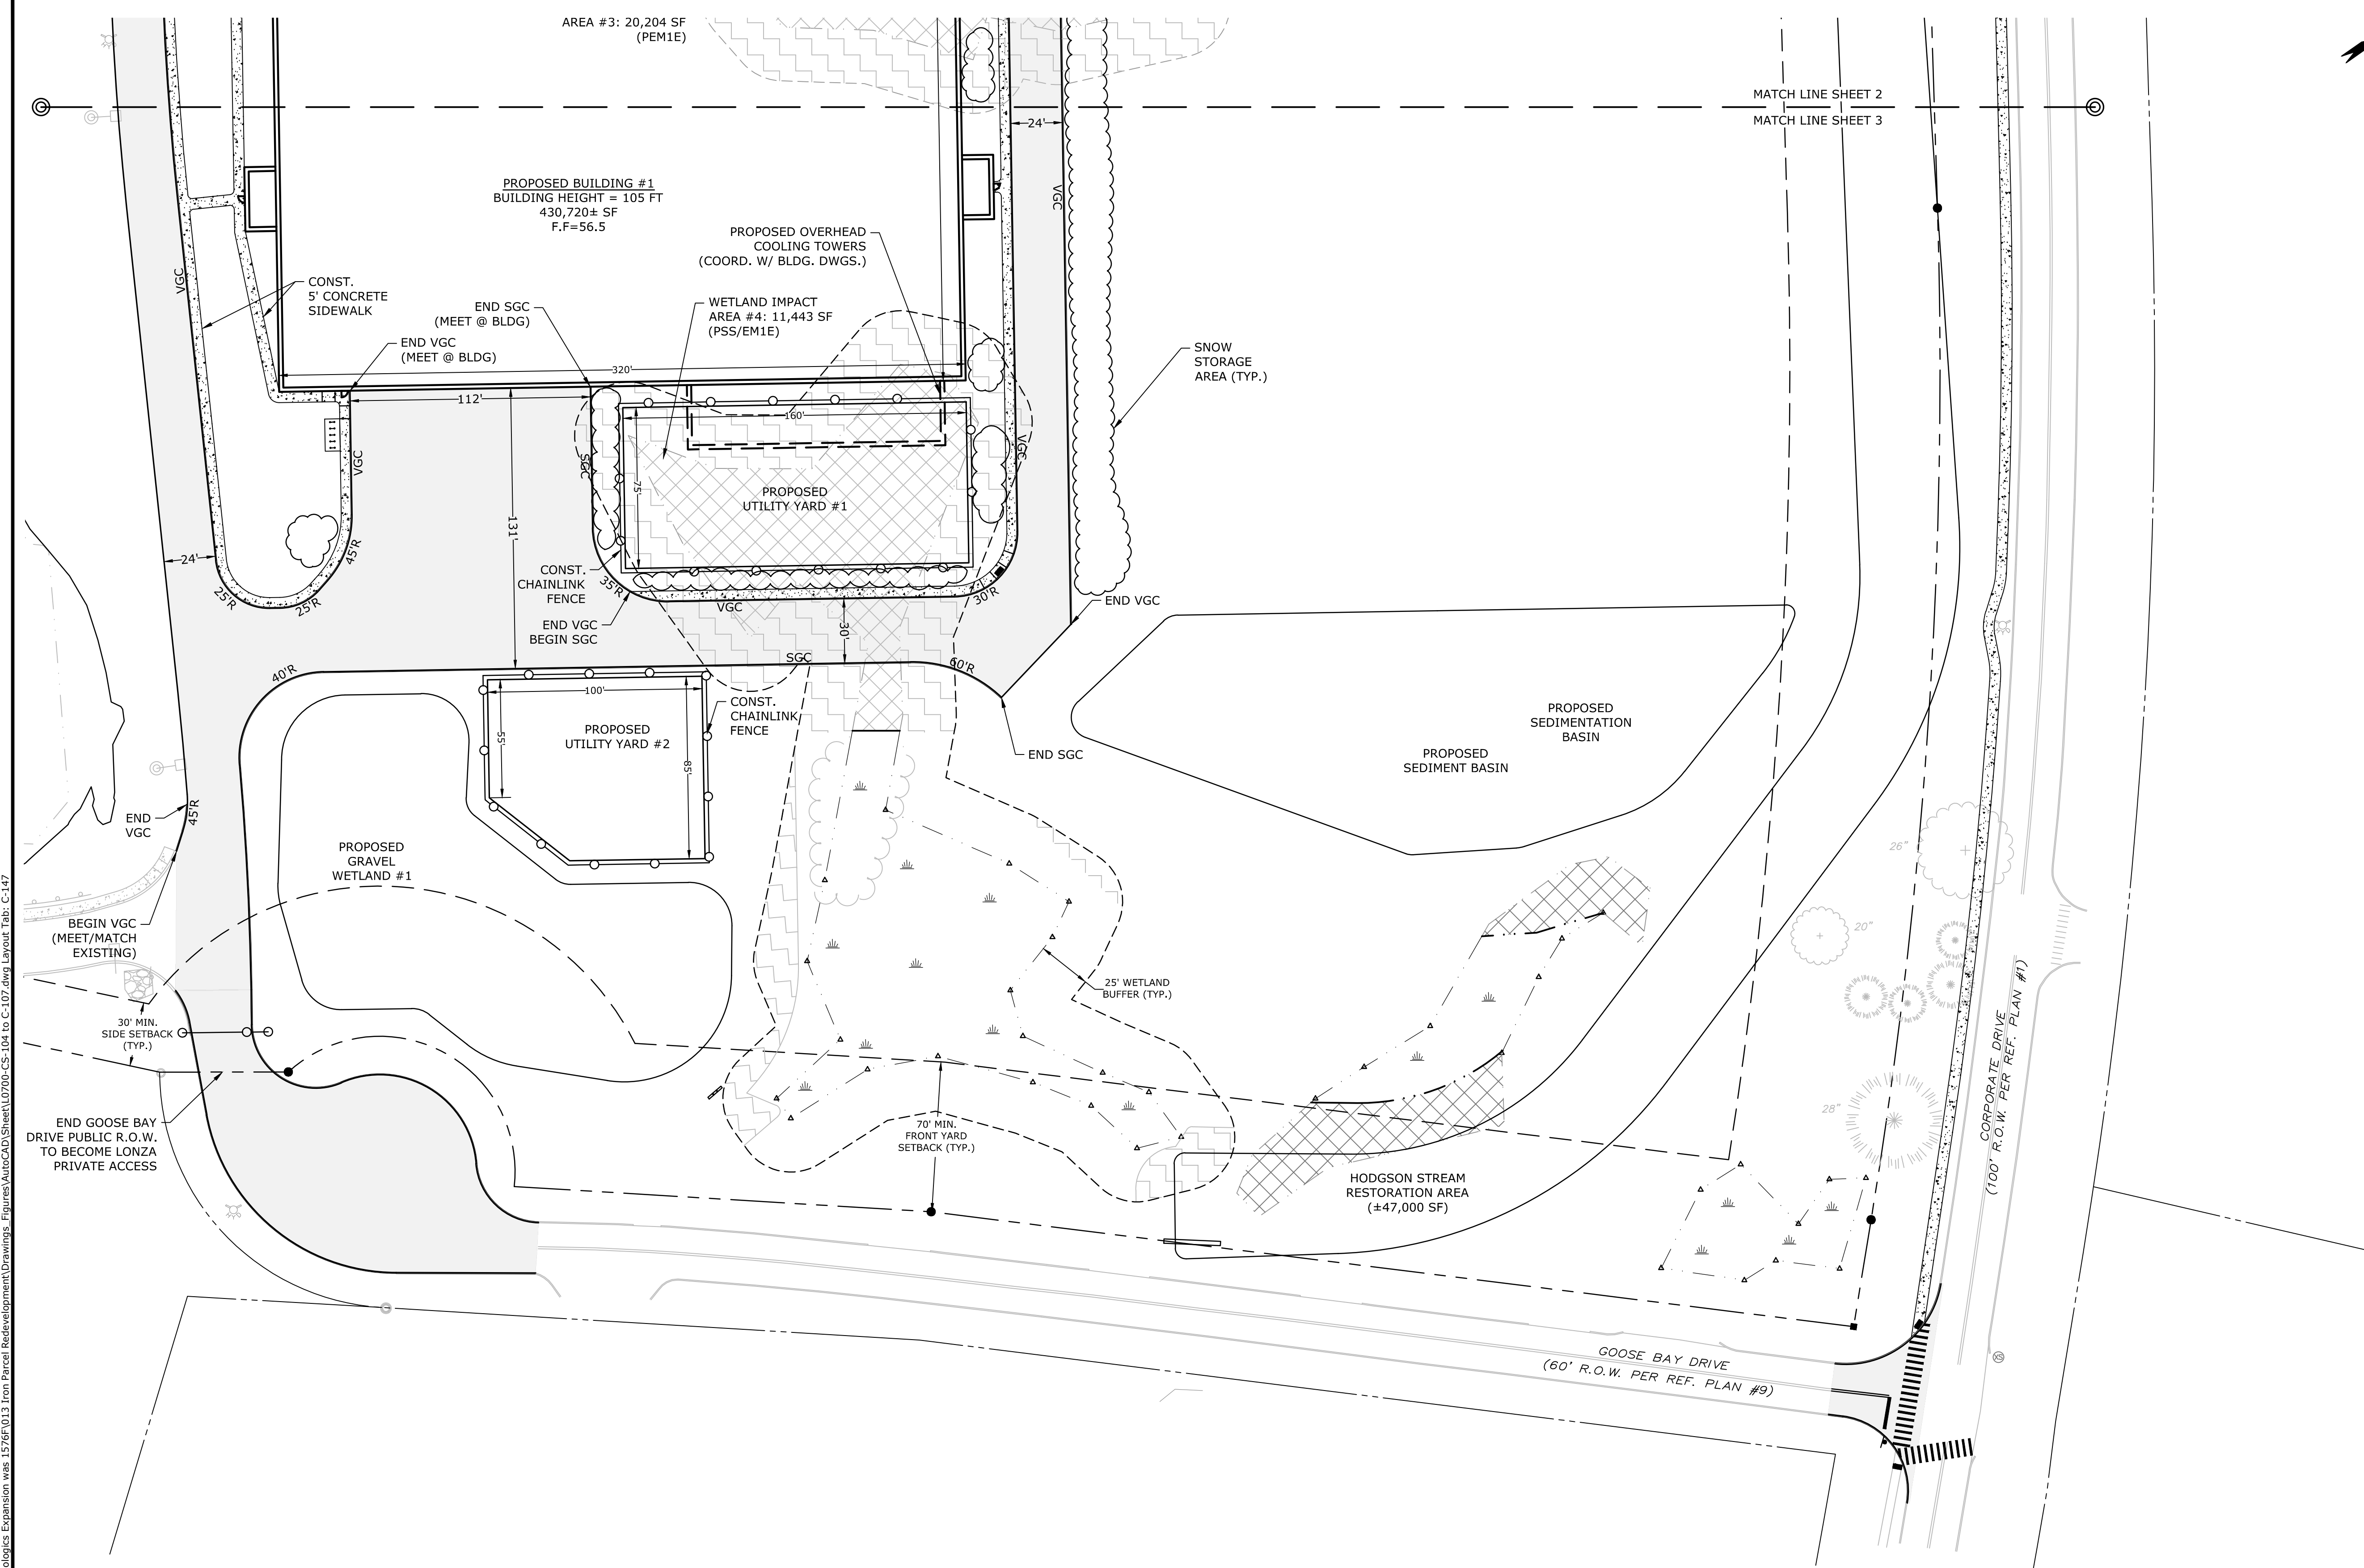 AREA #3: 20,204 SF
(PEM1E)
MATCH LINE SHEET 2
MATCH LINE SHEET 3
24'
VGC
PROPOSED BUILDING #1
BUILDING HEIGHT = 105 FT
430,720± SF
F.F=56.5
PROPOSED OVERHEAD
COOLING TOWERS
(COORD. W/ BLDG. DWGS.)
VGC
CONST.
5' CONCRETE
SIDEWALK
END SGC
(MEET @ BLDG)
WETLAND IMPACT
AREA #4: 11,443 SF
(PSS/EM1E)
END VGC
(MEET @ BLDG)
SNOW
STORAGE
AREA (TYP.)
320'
112'
160'
VGC
SGC
VGC
75'
PROPOSED
UTILITY YARD #1
131'
24'
45'R
25'R
25'R
CONST.
CHAINLINK
FENCE
35'R
VGC
30'R
END VGC
END VGC
BEGIN SGC
30'
SGC
60'R
40'R
100'
CONST.
CHAINLINK
FENCE
PROPOSED
UTILITY YARD #2
55'
85'
END SGC
PROPOSED
SEDIMENTATION
BASIN
PROPOSED
SEDIMENT BASIN
END
VGC
45'R
PROPOSED
GRAVEL
WETLAND #1
26"
20"
BEGIN VGC
(MEET/MATCH
EXISTING)
25' WETLAND
BUFFER (TYP.)
30' MIN.
SIDE SETBACK
(TYP.)
CORPORATE DRIVE
(100' R.O.W. PER REF. PLAN #1)
28"
END GOOSE BAY
DRIVE PUBLIC R.O.W.
TO BECOME LONZA
PRIVATE ACCESS
70' MIN.
FRONT YARD
SETBACK (TYP.)
HODGSON STREAM
RESTORATION AREA
(±47,000 SF)
GOOSE BAY DRIVE
(60' R.O.W. PER REF. PLAN #9)
ologics Expansion was 1576F\013 Iron Parcel Redevelopment\Drawings_Figures\AutoCAD\Sheet\L0700-CS-104 to C-107.dwg Layout Tab: C-147